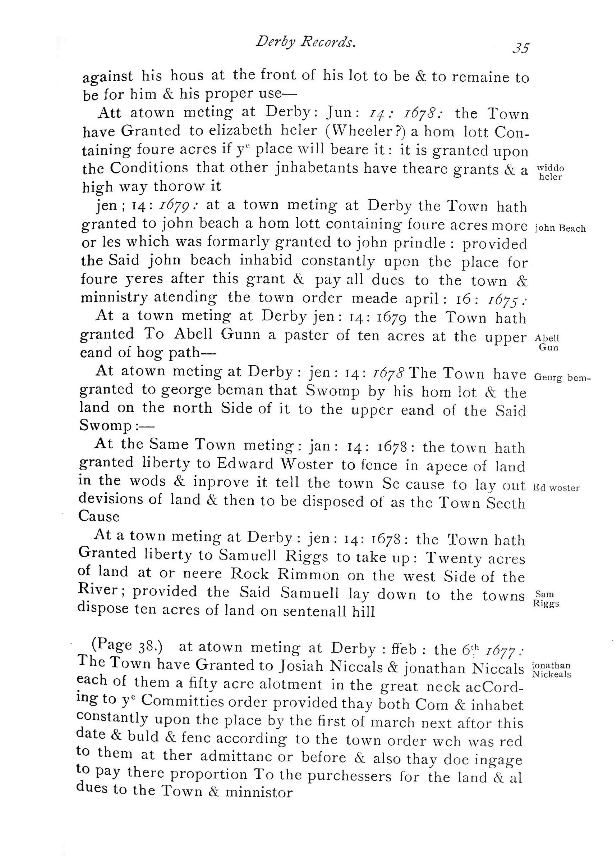 Derby Records.
35
against his hous at the front of his lot to be & to remaine to
be for him & his proper use—
Att atown meting at Derby: Jun: 14: 1678: the Town
have Granted to elizabeth heler (Wheeler?) a hom lott Con-
taining foure acres if yᵉ place will beare it: it is granted upon
the Conditions that other jnhabetants have theare grants & a
high way thorow it
widdo
heler
jen; 14: 1679: at a town meting at Derby the Town hath
granted to john beach a hom lott containing foure acres more
or les which was formarly granted to john prindle: provided
the Said john beach inhabid constantly upon the place for
foure yeres after this grant & pay all dues to the town &
minnistry atending the town order meade april: 16: 1675:
john Beach
At a town meting at Derby jen: 14: 1679 the Town hath
granted To Abell Gunn a paster of ten acres at the upper
eand of hog path—
Abell
Gun
At atown meting at Derby: jen: 14: 1678 The Town have
granted to george beman that Swomp by his hom lot & the
land on the north Side of it to the upper eand of the Said
Swomp:—
Georg bem-
At the Same Town meting: jan: 14: 1678: the town hath
granted liberty to Edward Woster to fence in apece of land
in the wods & inprove it tell the town Se cause to lay out
devisions of land & then to be disposed of as the Town Seeth
Cause
Ed woster
At a town meting at Derby: jen: 14: 1678: the Town hath
Granted liberty to Samuell Riggs to take up: Twenty acres
of land at or neere Rock Rimmon on the west Side of the
River; provided the Said Samuell lay down to the towns
dispose ten acres of land on sentenall hill
Sam
Riggs
(Page 38.) at atown meting at Derby: ffeb: the 6ᵗʰ 1677:
The Town have Granted to Josiah Niccals & jonathan Niccals
each of them a fifty acre alotment in the great neck acCord-
ing to yᵉ Committies order provided thay both Com & inhabet
constantly upon the place by the first of march next aftor this
date & buld & fenc according to the town order wch was red
to them at ther admittanc or before & also thay doe ingage
to pay there proportion To the purchessers for the land & al
dues to the Town & minnistor
jonathan
Nickeals